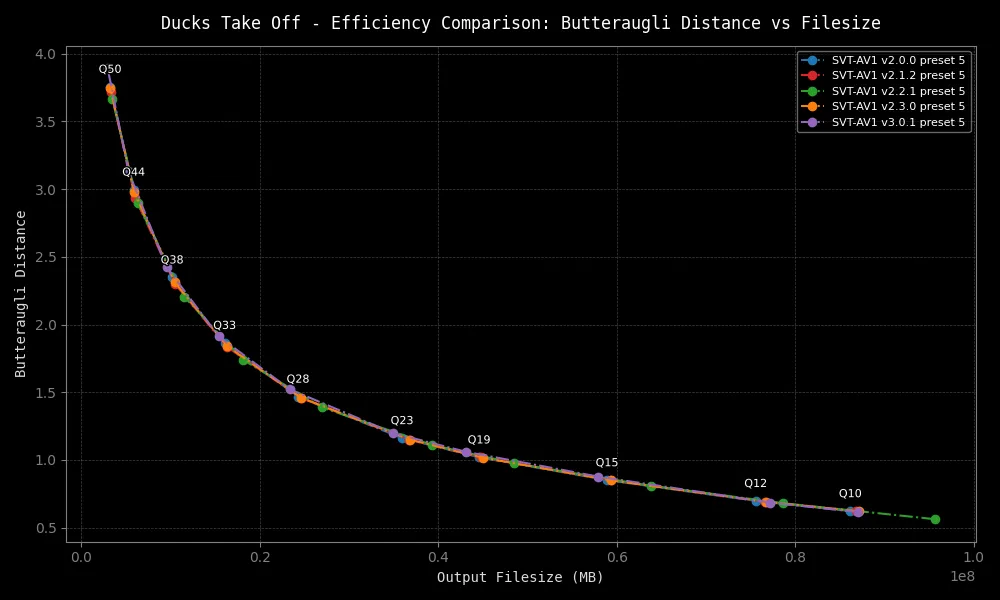 Ducks Take Off - Efficiency Comparison: Butteraugli Distance vs Filesize
SVT-AV1 v2.0.0 preset 5
SVT-AV1 v2.1.2 preset 5
SVT-AV1 v2.2.1 preset 5
SVT-AV1 v2.3.0 preset 5
SVT-AV1 v3.0.1 preset 5
Butteraugli Distance
4.0
3.5
3.0
2.5
2.0
1.5
1.0
0.5
Q50
Q44
Q38
Q33
Q28
Q23
Q19
Q15
Q12
Q10
0.0 0.2 0.4 0.6 0.8 1.0
1e8
Output Filesize (MB)